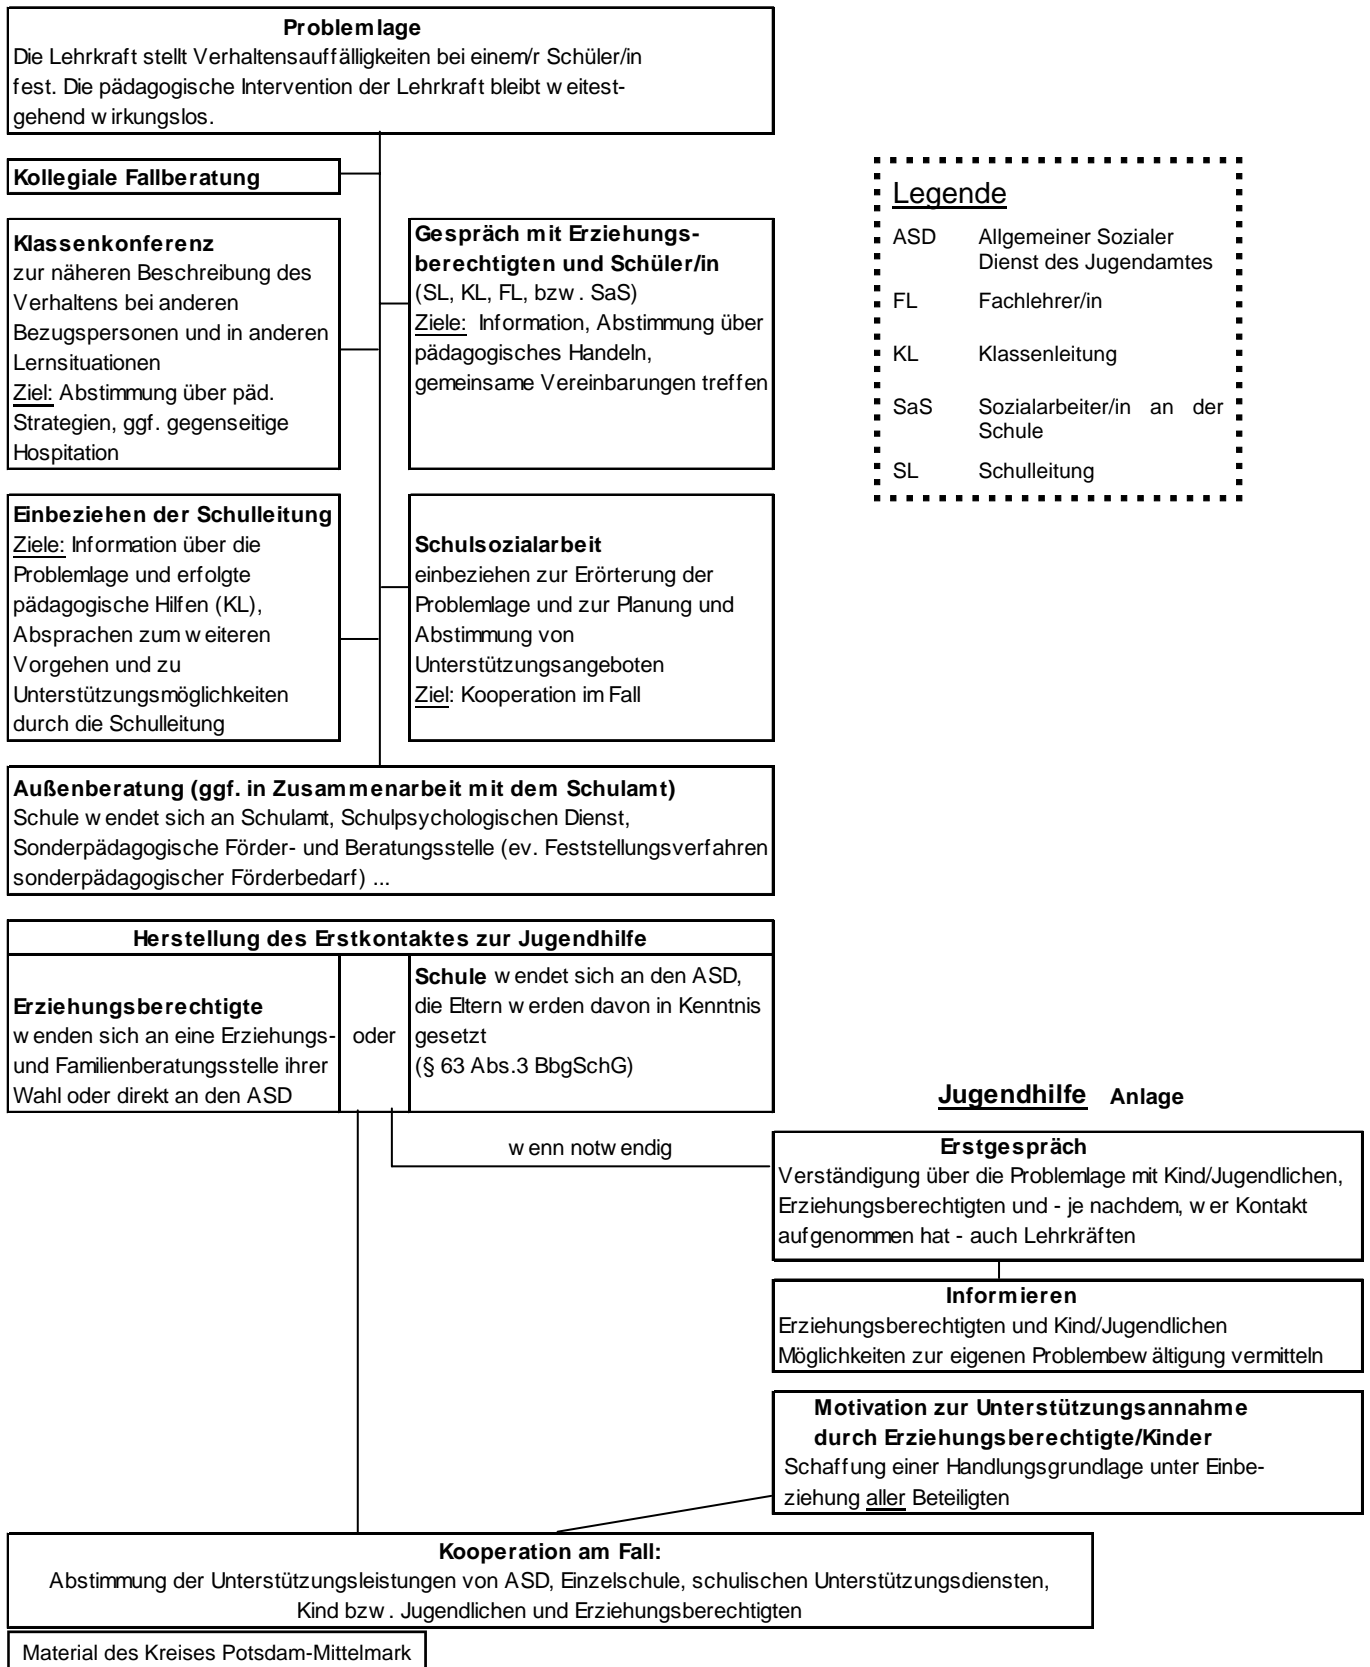 Problemlage
Die Lehrkraft stellt Verhaltensauffälligkeiten bei einem/r Schüler/in
fest. Die pädagogische Intervention der Lehrkraft bleibt weitest-
gehend wirkungslos.
Kollegiale Fallberatung
Klassenkonferenz
zur näheren Beschreibung des
Verhaltens bei anderen
Bezugspersonen und in anderen
Lernsituationen
Ziel: Abstimmung über päd.
Strategien, ggf. gegenseitige
Hospitation
Gespräch mit Erziehungs-
berechtigten und Schüler/in
(SL, KL, FL, bzw. SaS)
Ziele: Information, Abstimmung über
pädagogisches Handeln,
gemeinsame Vereinbarungen treffen
Legende
ASD Allgemeiner Sozialer
Dienst des Jugendamtes
FL Fachlehrer/in
KL Klassenleitung
SaS Sozialarbeiter/in an der
Schule
SL Schulleitung
Einbeziehen der Schulleitung
Ziele: Information über die
Problemlage und erfolgte
pädagogische Hilfen (KL),
Absprachen zum weiteren
Vorgehen und zu
Unterstützungsmöglichkeiten
durch die Schulleitung
Schulsozialarbeit
einbeziehen zur Erörterung der
Problemlage und zur Planung und
Abstimmung von
Unterstützungsangeboten
Ziel: Kooperation im Fall
Außenberatung (ggf. in Zusammenarbeit mit dem Schulamt)
Schule wendet sich an Schulamt, Schulpsychologischen Dienst,
Sonderpädagogische Förder- und Beratungsstelle (ev. Feststellungsverfahren
sonderpädagogischer Förderbedarf) ...
Herstellung des Erstkontaktes zur Jugendhilfe
Erziehungsberechtigte
wenden sich an eine Erziehungs-
und Familienberatungsstelle ihrer
Wahl oder direkt an den ASD
oder
Schule wendet sich an den ASD,
die Eltern werden davon in Kenntnis
gesetzt
(§ 63 Abs.3 BbgSchG)
Jugendhilfe Anlage
wenn notwendig
Erstgespräch
Verständigung über die Problemlage mit Kind/Jugendlichen,
Erziehungsberechtigten und - je nachdem, wer Kontakt
aufgenommen hat - auch Lehrkräften
Informieren
Erziehungsberechtigten und Kind/Jugendlichen
Möglichkeiten zur eigenen Problembewältigung vermitteln
Motivation zur Unterstützungsannahme
durch Erziehungsberechtigte/Kinder
Schaffung einer Handlungsgrundlage unter Einbe-
ziehung aller Beteiligten
Kooperation am Fall:
Abstimmung der Unterstützungsleistungen von ASD, Einzelschule, schulischen Unterstützungsdiensten,
Kind bzw. Jugendlichen und Erziehungsberechtigten
Material des Kreises Potsdam-Mittelmark